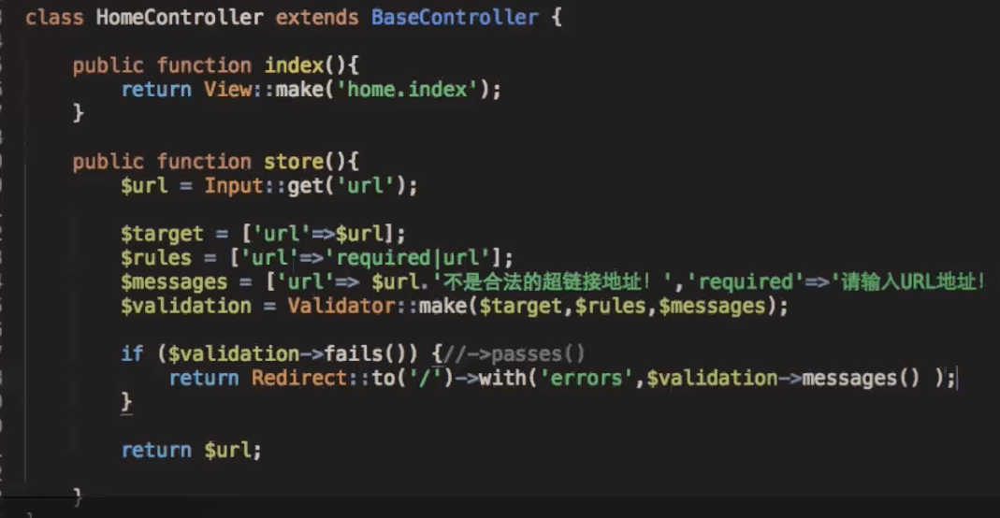 class HomeController extends BaseController {
public function index(){
return View::make('home.index');
}
public function store(){
$url = Input::get('url');
$target = ['url'=>$url];
$rules = ['url'=>'required|url'];
$messages = ['url'=> $url.'不是合法的超链接地址! ','required'=>'请输入URL地址!
$validation = Validator::make($target,$rules,$messages);
if ($validation->fails()) {//->passes()
return Redirect::to('/')->with('errors',$validation->messages() );
}
return $url;
}